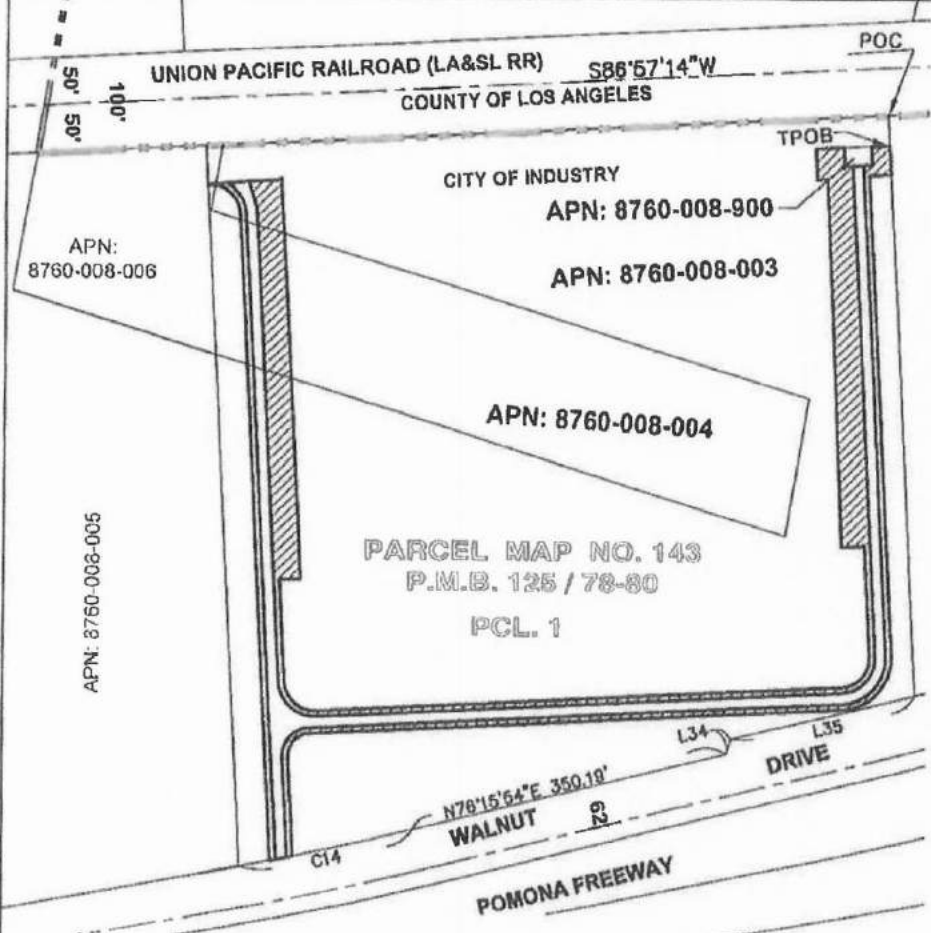 POC
UNION PACIFIC RAILROAD (LA&SL RR)
S86°57'14"W
50'
100'
50'
COUNTY OF LOS ANGELES
TPOB
CITY OF INDUSTRY
APN: 8760-008-900
APN:
8760-008-006
APN: 8760-008-003
APN: 8760-008-004
PARCEL MAP NO. 143
P.M.B. 125 / 78-80
PCL. 1
APN: 8760-008-005
L34
L35
DRIVE
N76°15'54"E 350.19'
WALNUT
62
C14
POMONA FREEWAY